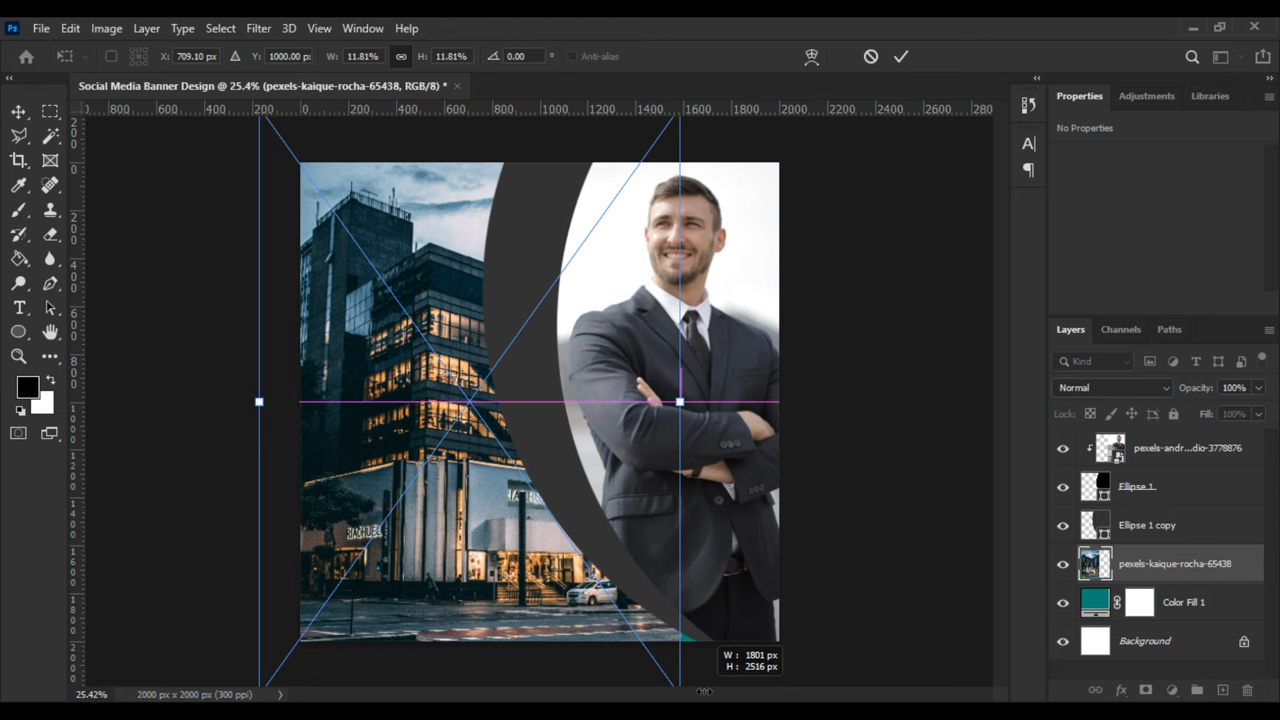 Ps File Edit Image Layer Type Select Filter 3D View Window Help
X: 709.10 px Y: 1000.00 px W: 11.81% H: 11.81% 0.00 ° Anti-alias
Social Media Banner Design @ 25.4% (pexels-kaique-rocha-65438, RGB/8) * ×
800 600 400 200 0 200 400 600 800 1000 1200 1400 1600 1800 2000 2200 2400 2600 280
Properties Adjustments Libraries
No Properties
Layers Channels Paths
Kind
Normal Opacity: 100%
Lock: Fill: 100%
pexels-andr...dio-3778876
Ellipse 1
Ellipse 1 copy
pexels-kaique-rocha-65438
Color Fill 1
Background
W : 1801 px
H : 2516 px
25.42% 2000 px x 2000 px (300 ppi)